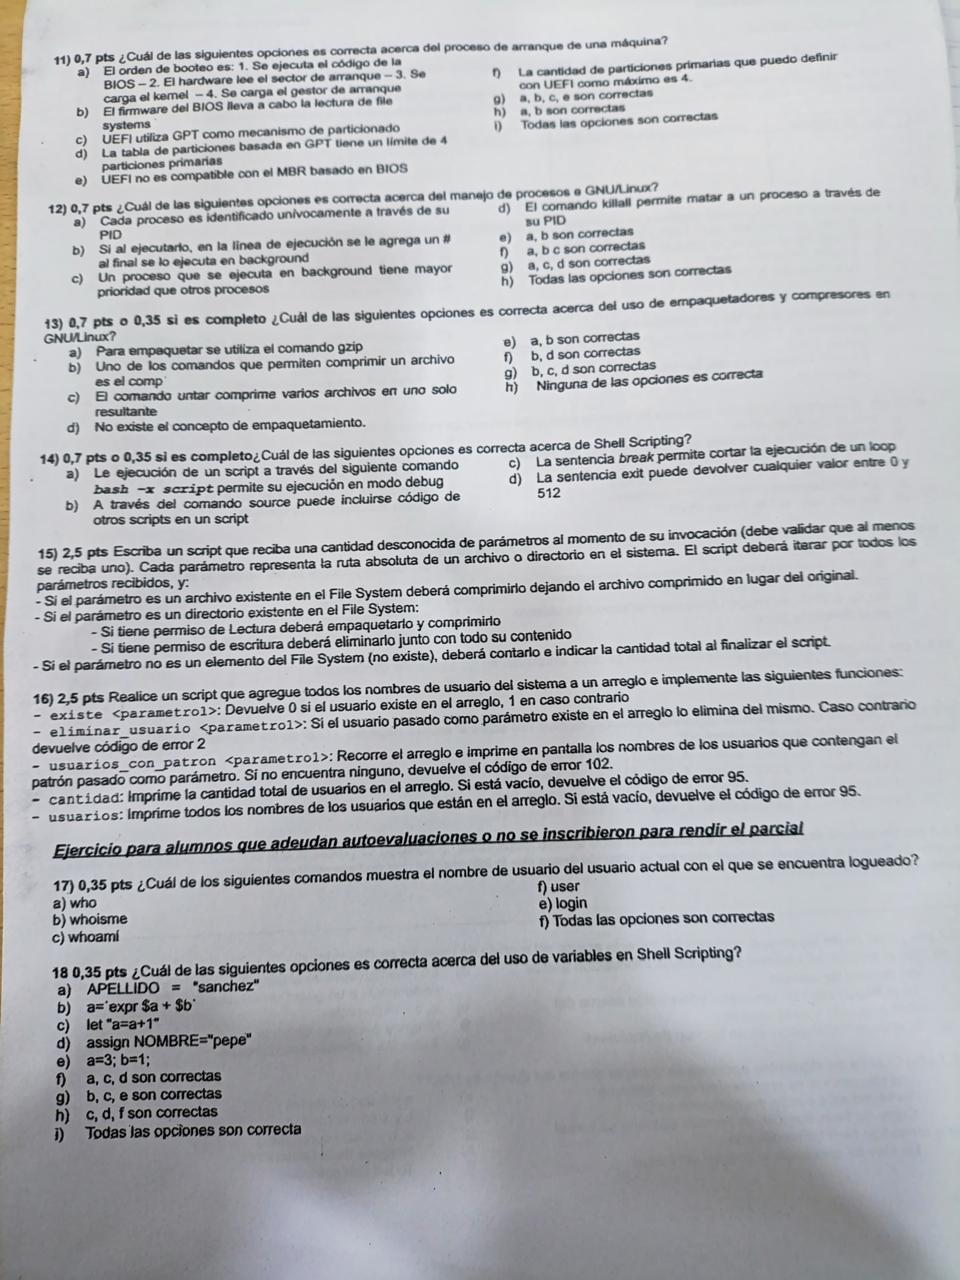 11) 0,7 pts ¿Cuál de las siguientes opciones es correcta acerca del proceso de arranque de una máquina?
a) El orden de booteo es: 1. Se ejecuta el código de la
BIOS – 2. El hardware lee el sector de arranque – 3. Se
carga el kernel – 4. Se carga el gestor de arranque
b) El firmware del BIOS lleva a cabo la lectura de file
systems
c) UEFI utiliza GPT como mecanismo de particionado
d) La tabla de particiones basada en GPT tiene un límite de 4
particiones primarias
e) UEFI no es compatible con el MBR basado en BIOS
f) La cantidad de particiones primarias que puedo definir
con UEFI como máximo es 4.
g) a, b, c, e son correctas
h) a, b son correctas
i) Todas las opciones son correctas
12) 0,7 pts ¿Cuál de las siguientes opciones es correcta acerca del manejo de procesos e GNU/Linux?
a) Cada proceso es identificado unívocamente a través de su
PID
b) Si al ejecutarlo, en la línea de ejecución se le agrega un #
al final se lo ejecuta en background
c) Un proceso que se ejecuta en background tiene mayor
prioridad que otros procesos
d) El comando killall permite matar a un proceso a través de
su PID
e) a, b son correctas
f) a, b c son correctas
g) a, c, d son correctas
h) Todas las opciones son correctas
13) 0,7 pts o 0,35 si es completo ¿Cuál de las siguientes opciones es correcta acerca del uso de empaquetadores y compresores en
GNU/Linux?
a) Para empaquetar se utiliza el comando gzip
b) Uno de los comandos que permiten comprimir un archivo
es el comp
c) El comando untar comprime varios archivos en uno solo
resultante
d) No existe el concepto de empaquetamiento.
e) a, b son correctas
f) b, d son correctas
g) b, c, d son correctas
h) Ninguna de las opciones es correcta
14) 0,7 pts o 0,35 si es completo¿Cuál de las siguientes opciones es correcta acerca de Shell Scripting?
a) Le ejecución de un script a través del siguiente comando
bash -x script permite su ejecución en modo debug
b) A través del comando source puede incluirse código de
otros scripts en un script
c) La sentencia break permite cortar la ejecución de un loop
d) La sentencia exit puede devolver cualquier valor entre 0 y
512
15) 2,5 pts Escriba un script que reciba una cantidad desconocida de parámetros al momento de su invocación (debe validar que al menos
se reciba uno). Cada parámetro representa la ruta absoluta de un archivo o directorio en el sistema. El script deberá iterar por todos los
parámetros recibidos, y:
- Si el parámetro es un archivo existente en el File System deberá comprimirlo dejando el archivo comprimido en lugar del original.
- Si el parámetro es un directorio existente en el File System:
- Si tiene permiso de Lectura deberá empaquetarlo y comprimirlo
- Si tiene permiso de escritura deberá eliminarlo junto con todo su contenido
- Si el parámetro no es un elemento del File System (no existe), deberá contarlo e indicar la cantidad total al finalizar el script.
16) 2,5 pts Realice un script que agregue todos los nombres de usuario del sistema a un arreglo e implemente las siguientes funciones:
- existe <parametro1>: Devuelve 0 si el usuario existe en el arreglo, 1 en caso contrario
- eliminar_usuario <parametro1>: Si el usuario pasado como parámetro existe en el arreglo lo elimina del mismo. Caso contrario
devuelve código de error 2
- usuarios_con_patron <parametro1>: Recorre el arreglo e imprime en pantalla los nombres de los usuarios que contengan el
patrón pasado como parámetro. Si no encuentra ninguno, devuelve el código de error 102.
- cantidad: Imprime la cantidad total de usuarios en el arreglo. Si está vacío, devuelve el código de error 95.
- usuarios: Imprime todos los nombres de los usuarios que están en el arreglo. Si está vacío, devuelve el código de error 95.
Ejercicio para alumnos que adeudan autoevaluaciones o no se inscribieron para rendir el parcial
17) 0,35 pts ¿Cuál de los siguientes comandos muestra el nombre de usuario del usuario actual con el que se encuentra logueado?
a) who
b) whoisme
c) whoami
f) user
e) login
f) Todas las opciones son correctas
18 0,35 pts ¿Cuál de las siguientes opciones es correcta acerca del uso de variables en Shell Scripting?
a) APELLIDO = "sanchez"
b) a=`expr $a + $b`
c) let "a=a+1"
d) assign NOMBRE="pepe"
e) a=3; b=1;
f) a, c, d son correctas
g) b, c, e son correctas
h) c, d, f son correctas
i) Todas las opciones son correcta